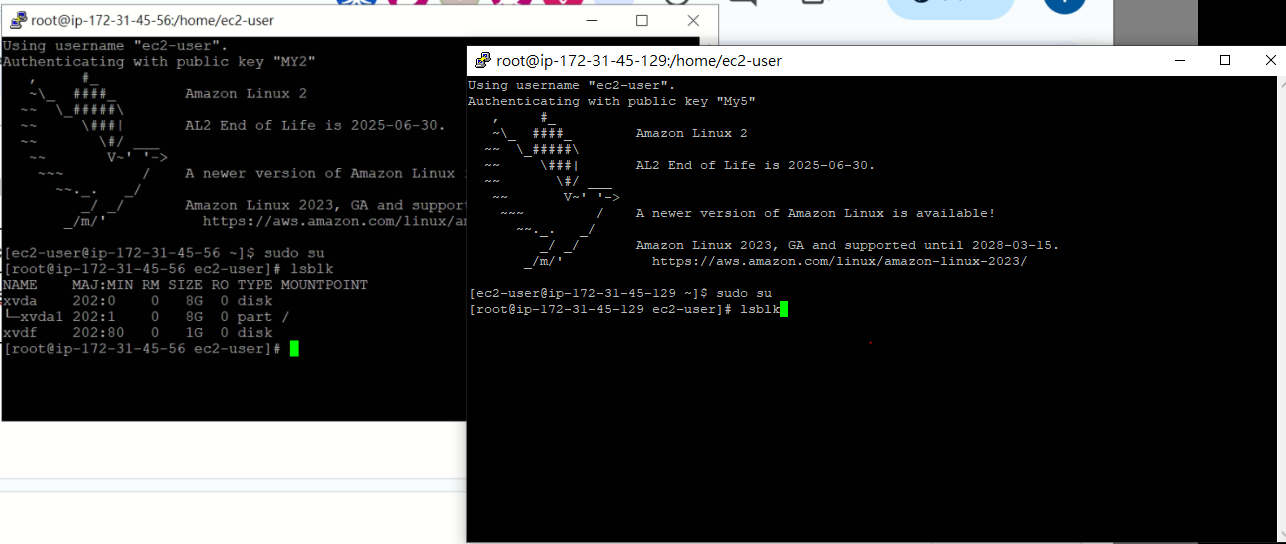 root@ip-172-31-45-56:/home/ec2-user
Using username "ec2-user".
Authenticating with public key "MY2"
Amazon Linux 2
AL2 End of Life is 2025-06-30.
A newer version of Amazon Linux
Amazon Linux 2023, GA and
https://aws.amazon.com/linux/
[ec2-user@ip-172-31-45-56 ~]$ sudo su
[root@ip-172-31-45-56 ec2-user]# lsblk
NAME    MAJ:MIN RM SIZE RO TYPE MOUNTPOINT
xvda    202:0    0   8G  0 disk
└─xvda1 202:1    0   8G  0 part /
xvdf    202:80   0   1G  0 disk
[root@ip-172-31-45-56 ec2-user]#
root@ip-172-31-45-129:/home/ec2-user
Using username "ec2-user".
Authenticating with public key "My5"
Amazon Linux 2
AL2 End of Life is 2025-06-30.
A newer version of Amazon Linux is available!
Amazon Linux 2023, GA and supported until 2028-03-15.
https://aws.amazon.com/linux/amazon-linux-2023/
[ec2-user@ip-172-31-45-129 ~]$ sudo su
[root@ip-172-31-45-129 ec2-user]# lsblk